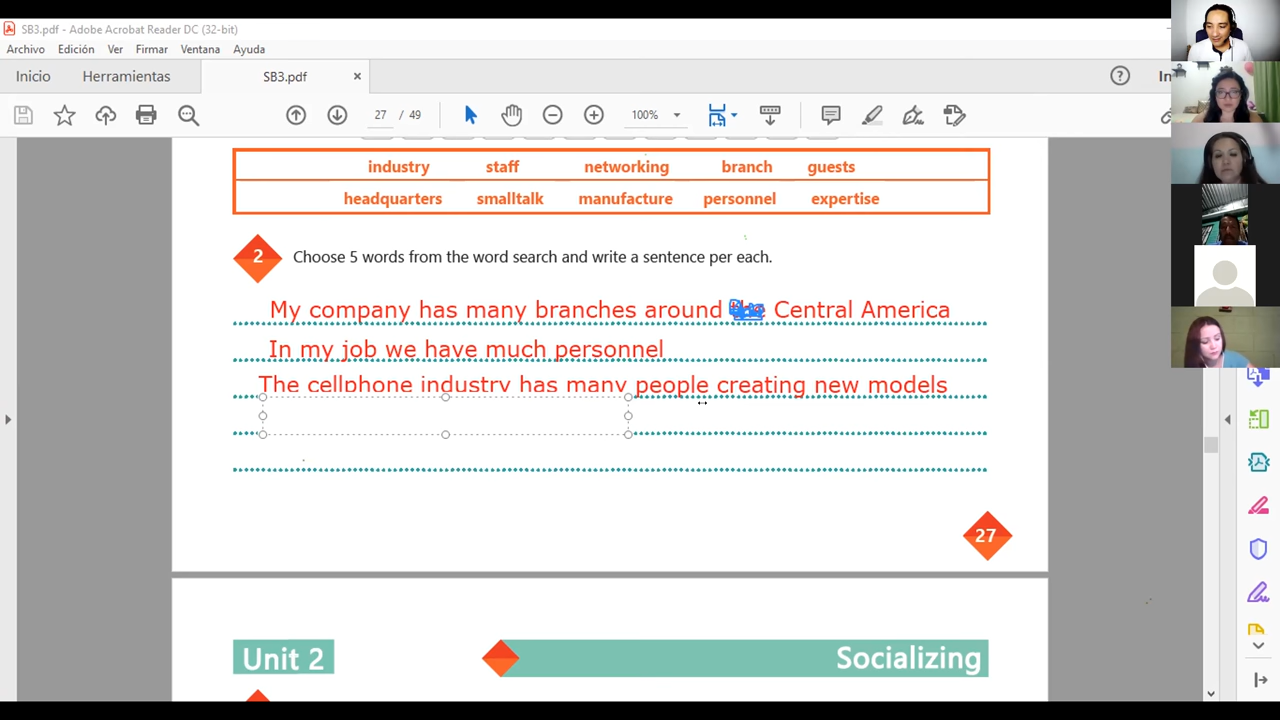 SB3.pdf - Adobe Acrobat Reader DC (32-bit)
Archivo Edición Ver Firmar Ventana Ayuda
Inicio Herramientas SB3.pdf × ? In
27 / 49 100%
industry staff networking branch guests
headquarters smalltalk manufacture personnel expertise
2 Choose 5 words from the word search and write a sentence per each.
My company has many branches around Central America
In my job we have much personnel
The cellphone industry has many people creating new models
27
Unit 2 Socializing